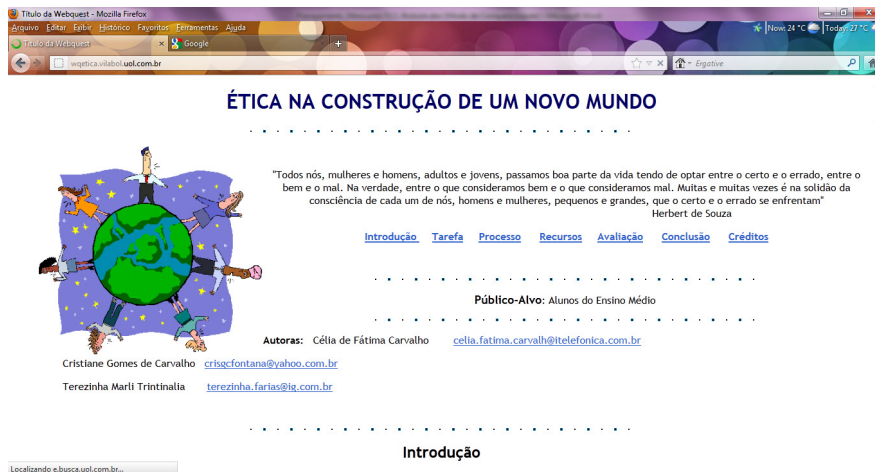 Título da Webquest - Mozilla Firefox
Arquivo Editar Exibir Histórico Favoritos Ferramentas Ajuda
Now: 24 °C Today: 27 °C
Título da Webquest × Google +
wqetica.vilabol.uol.com.br Ergative
ÉTICA NA CONSTRUÇÃO DE UM NOVO MUNDO
"Todos nós, mulheres e homens, adultos e jovens, passamos boa parte da vida tendo de optar entre o certo e o errado, entre o
bem e o mal. Na verdade, entre o que consideramos bem e o que consideramos mal. Muitas e muitas vezes é na solidão da
consciência de cada um de nós, homens e mulheres, pequenos e grandes, que o certo e o errado se enfrentam"
Herbert de Souza
Introdução Tarefa Processo Recursos Avaliação Conclusão Créditos
Público-Alvo: Alunos do Ensino Médio
Autoras: Célia de Fátima Carvalho celia.fatima.carvalh@itelefonica.com.br
Cristiane Gomes de Carvalho crisgcfontana@yahoo.com.br
Terezinha Marli Trintinalia terezinha.farias@ig.com.br
Introdução
Localizando e.busca.uol.com.br...